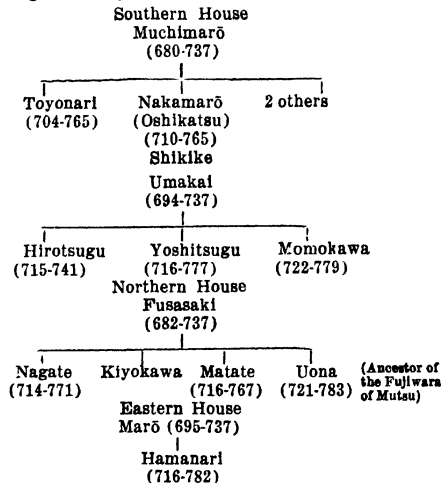 Southern House
Muchimarō
(680-737)
Toyonari Nakamarō 2 others
(704-765) (Oshikatsu)
(710-765)
Shikike
Umakai
(694-737)
Hirotsugu Yoshitsugu Momokawa
(715-741) (716-777) (722-779)
Northern House
Fusasaki
(682-737)
Nagate Kiyokawa Matate Uona (Ancestor of
(714-771) (716-767) (721-783) the Fujiwara
of Mutsu)
Eastern House
Marō (695-737)
Hamanari
(716-782)